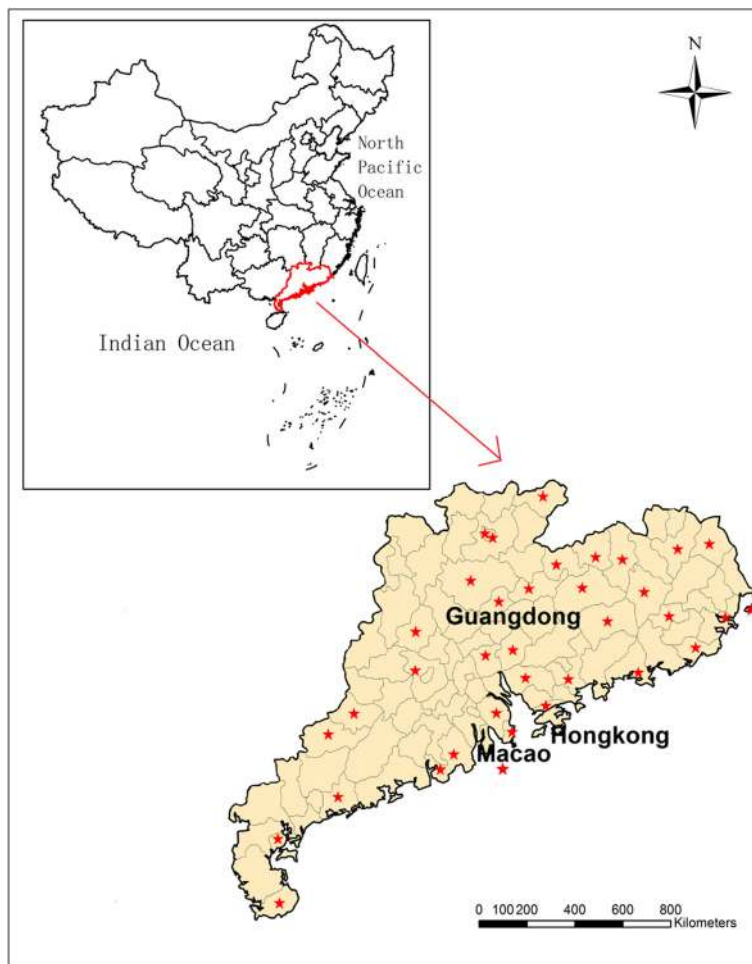 N
North
Pacific
Ocean
Indian Ocean
Guangdong
Hongkong
Macao
0 100 200 400 600 800
Kilometers